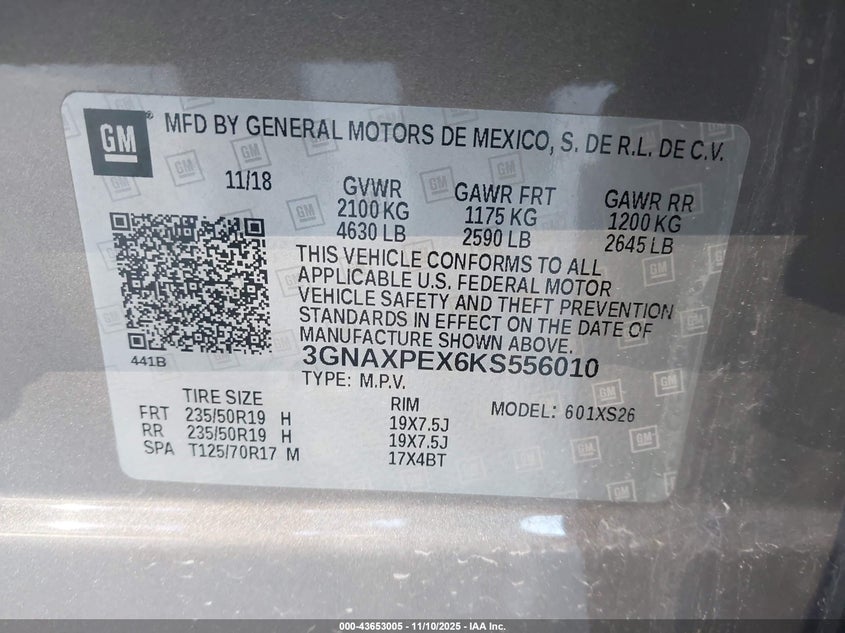 GM
MFD BY GENERAL MOTORS DE MEXICO, S. DE R.L. DE C.V.
11/18
GVWR
2100 KG
4630 LB
GAWR FRT
1175 KG
2590 LB
GAWR RR
1200 KG
2645 LB
THIS VEHICLE CONFORMS TO ALL
APPLICABLE U.S. FEDERAL MOTOR
VEHICLE SAFETY AND THEFT PREVENTION
STANDARDS IN EFFECT ON THE DATE OF
MANUFACTURE SHOWN ABOVE.
441B
3GNAXPEX6KS556010
TYPE: M.P.V.
TIRE SIZE
RIM
MODEL: 601XS26
FRT 235/50R19 H 19X7.5J
RR 235/50R19 H 19X7.5J
SPA T125/70R17 M 17X4BT
000-43653005 - 11/10/2025 - IAA Inc.